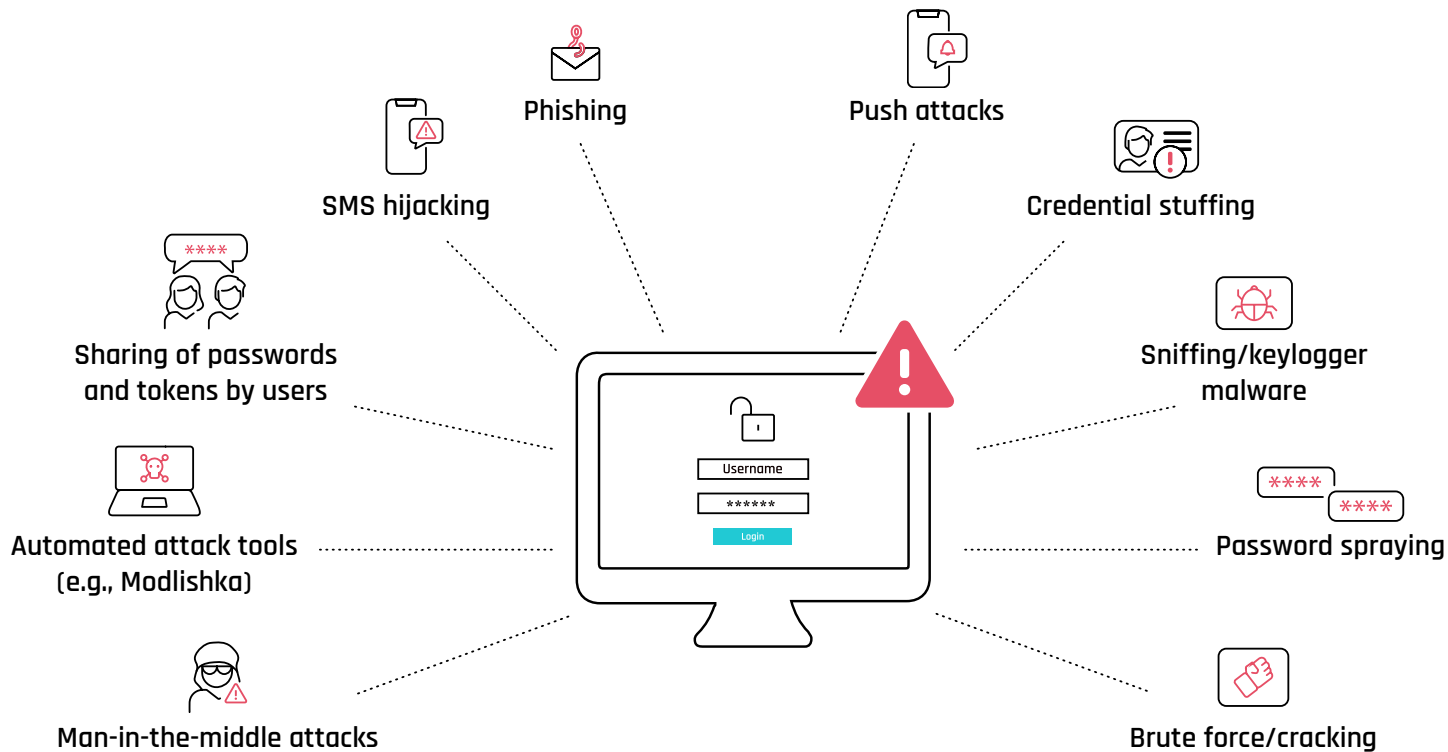 Phishing
Push attacks
SMS hijacking
Credential stuffing
****
Sharing of passwords
and tokens by users
Sniffing/keylogger
malware
Username
******
Login
****
****
Automated attack tools
(e.g., Modlishka)
Password spraying
Man-in-the-middle attacks
Brute force/cracking